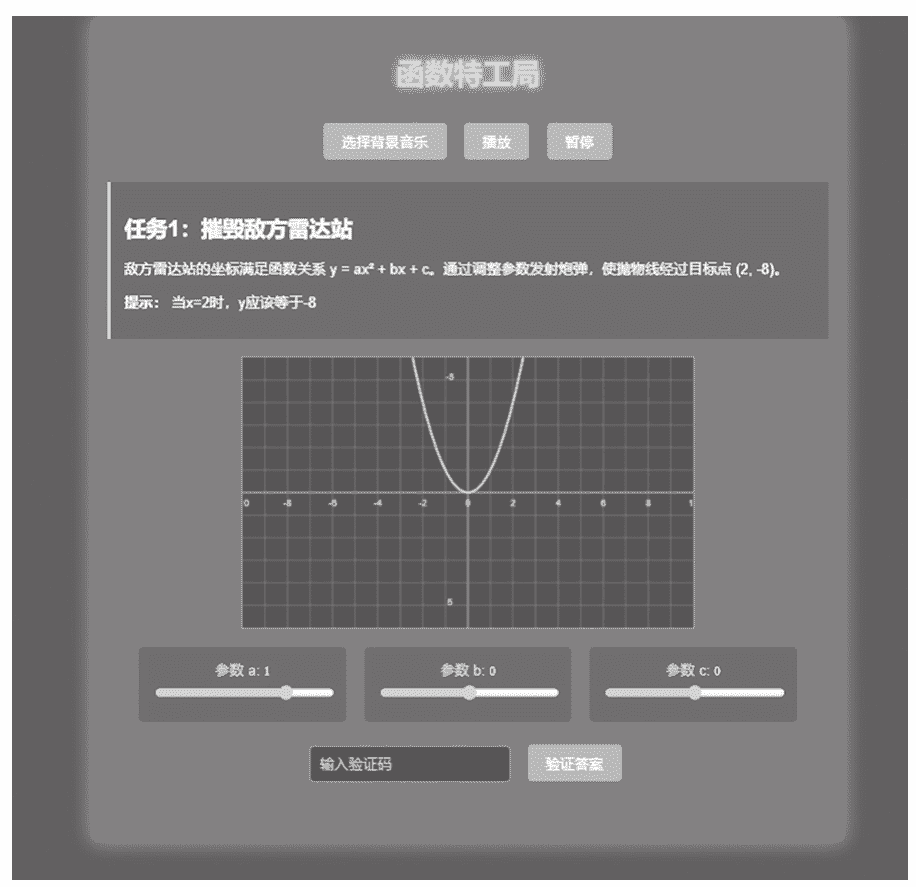 函数特工局
选择背景音乐 播放 暂停
任务1：摧毁敌方雷达站
敌方雷达站的坐标满足函数关系 y = ax² + bx + c。通过调整参数发射炮弹，使抛物线经过目标点 (2, -8)。
提示： 当x=2时，y应该等于-8
-5
0 -8 -6 -4 -2 0 2 4 6 8 1
5
参数 a: 1 参数 b: 0 参数 c: 0
输入验证码 验证答案